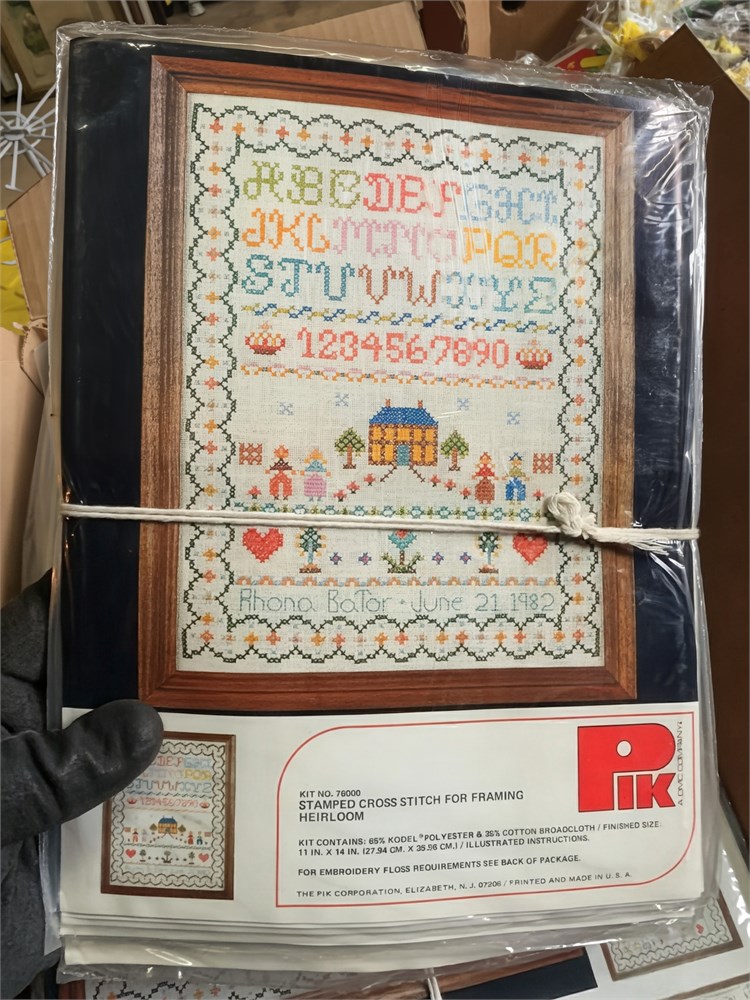 ABCDEFGHI
JKLMNOPQR
STUVWXYZ
1234567890
Rhona Bator - June 21 1982
PIK
A DMC COMPANY
KIT NO. 76000
STAMPED CROSS STITCH FOR FRAMING
HEIRLOOM
KIT CONTAINS: 65% KODEL® POLYESTER & 35% COTTON BROADCLOTH / FINISHED SIZE:
11 IN. X 14 IN. (27.94 CM. X 35.56 CM.) / ILLUSTRATED INSTRUCTIONS.
FOR EMBROIDERY FLOSS REQUIREMENTS SEE BACK OF PACKAGE.
THE PIK CORPORATION, ELIZABETH, N. J. 07206 / PRINTED AND MADE IN U. S. A.